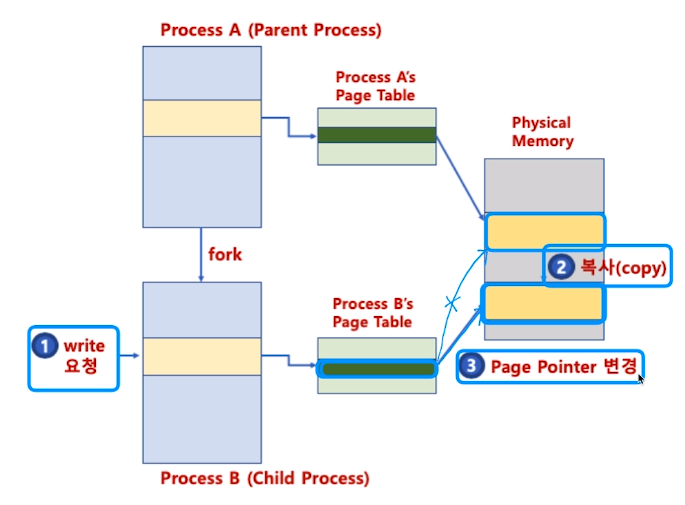 Process A (Parent Process)
Process A's
Page Table
Physical
Memory
fork
2 복사(copy)
Process B's
Page Table
1 write
요청
3 Page Pointer 변경
Process B (Child Process)